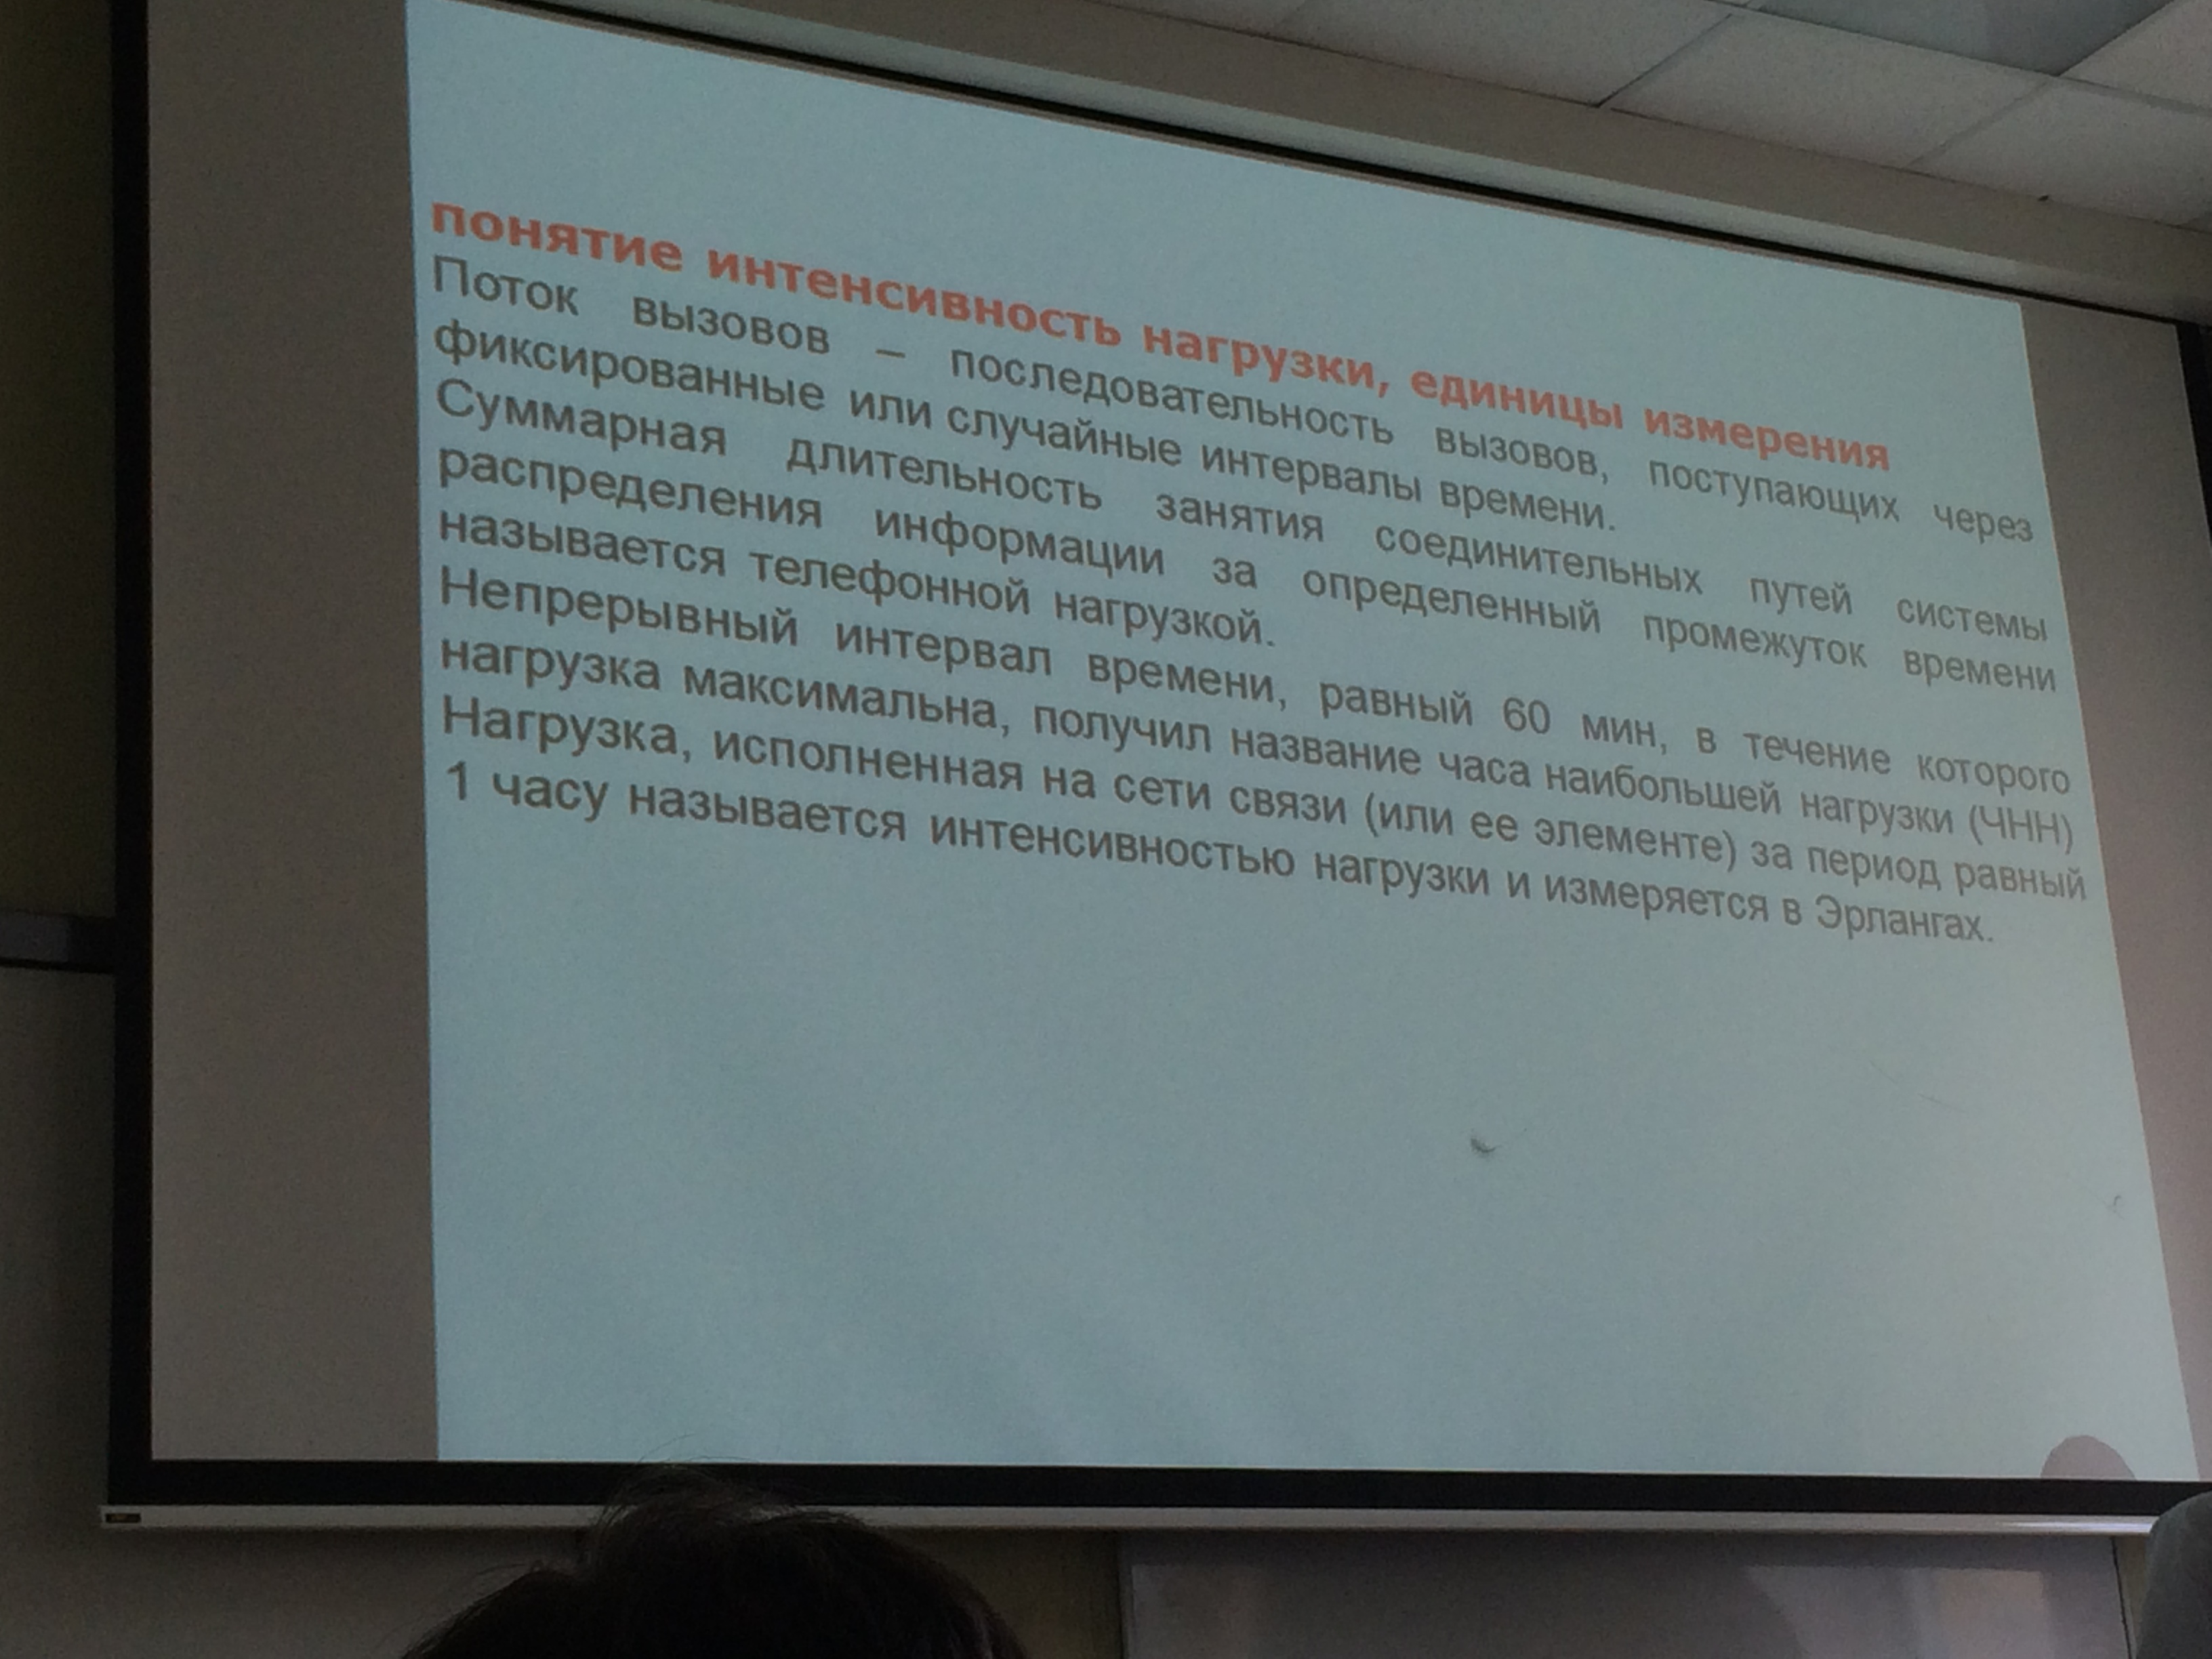 понятие интенсивность нагрузки, единицы измерения
Поток вызовов – последовательность вызовов, поступающих через
фиксированные или случайные интервалы времени.
Суммарная длительность занятия соединительных путей системы
распределения информации за определенный промежуток времени
называется телефонной нагрузкой.
Непрерывный интервал времени, равный 60 мин, в течение которого
нагрузка максимальна, получил название часа наибольшей нагрузки (ЧНН)
Нагрузка, исполненная на сети связи (или ее элементе) за период равный
1 часу называется интенсивностью нагрузки и измеряется в Эрлангах.